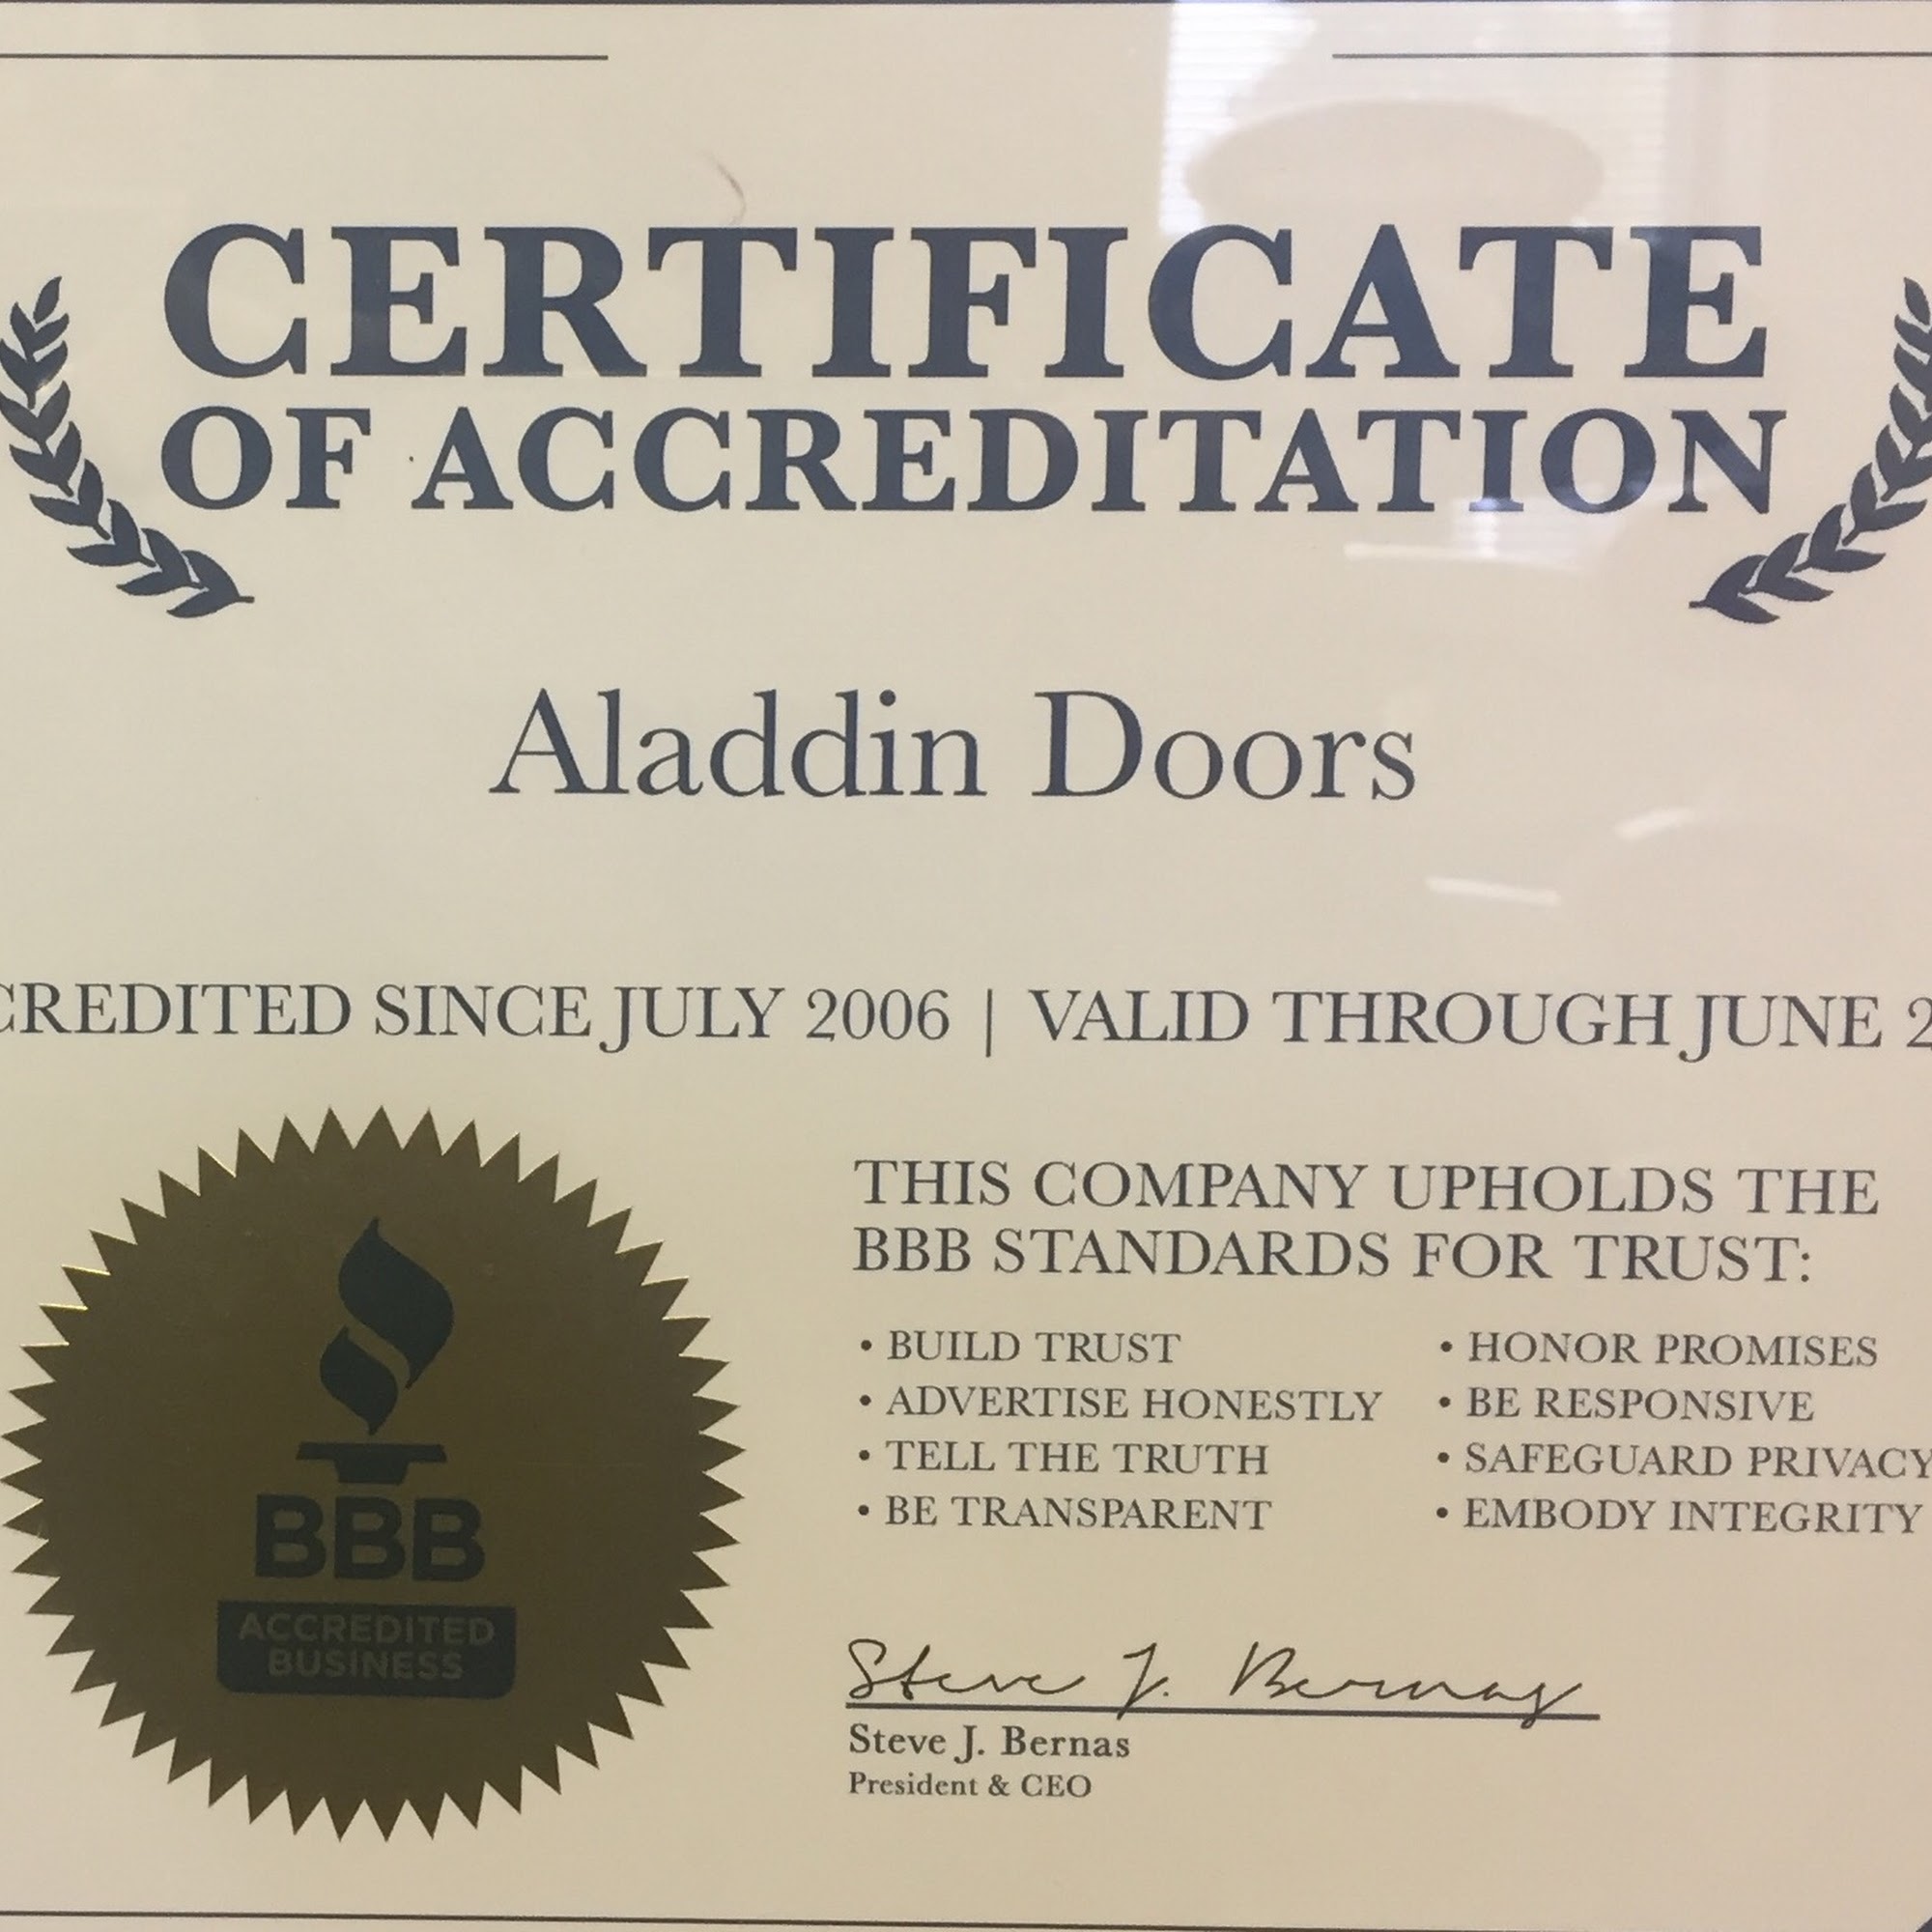 CERTIFICATE
OF ACCREDITATION
Aladdin Doors
CREDITED SINCE JULY 2006 | VALID THROUGH JUNE 2
THIS COMPANY UPHOLDS THE
BBB STANDARDS FOR TRUST:
• BUILD TRUST
• ADVERTISE HONESTLY
• TELL THE TRUTH
• BE TRANSPARENT
• HONOR PROMISES
• BE RESPONSIVE
• SAFEGUARD PRIVACY
• EMBODY INTEGRITY
BBB
ACCREDITED
BUSINESS
Steve J. Bernas
Steve J. Bernas
President & CEO